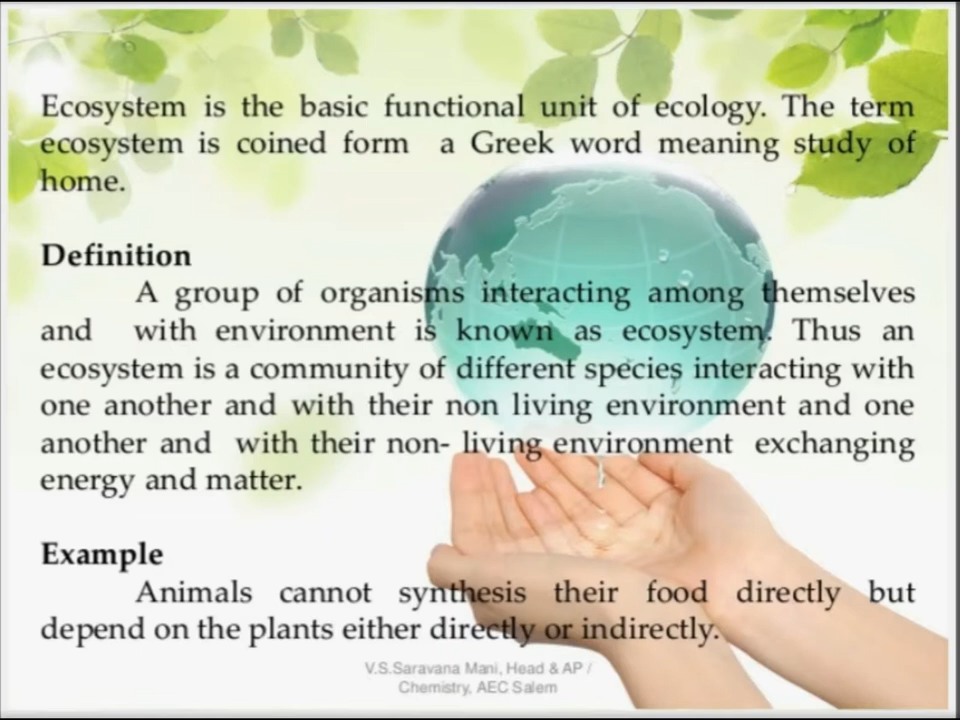 Ecosystem is the basic functional unit of ecology. The term
ecosystem is coined form a Greek word meaning study of
home.
Definition
A group of organisms interacting among themselves
and with environment is known as ecosystem. Thus an
ecosystem is a community of different species interacting with
one another and with their non living environment and one
another and with their non- living environment exchanging
energy and matter.
Example
Animals cannot synthesis their food directly but
depend on the plants either directly or indirectly.
V.S.Saravana Mani, Head & AP /
Chemistry, AEC Salem